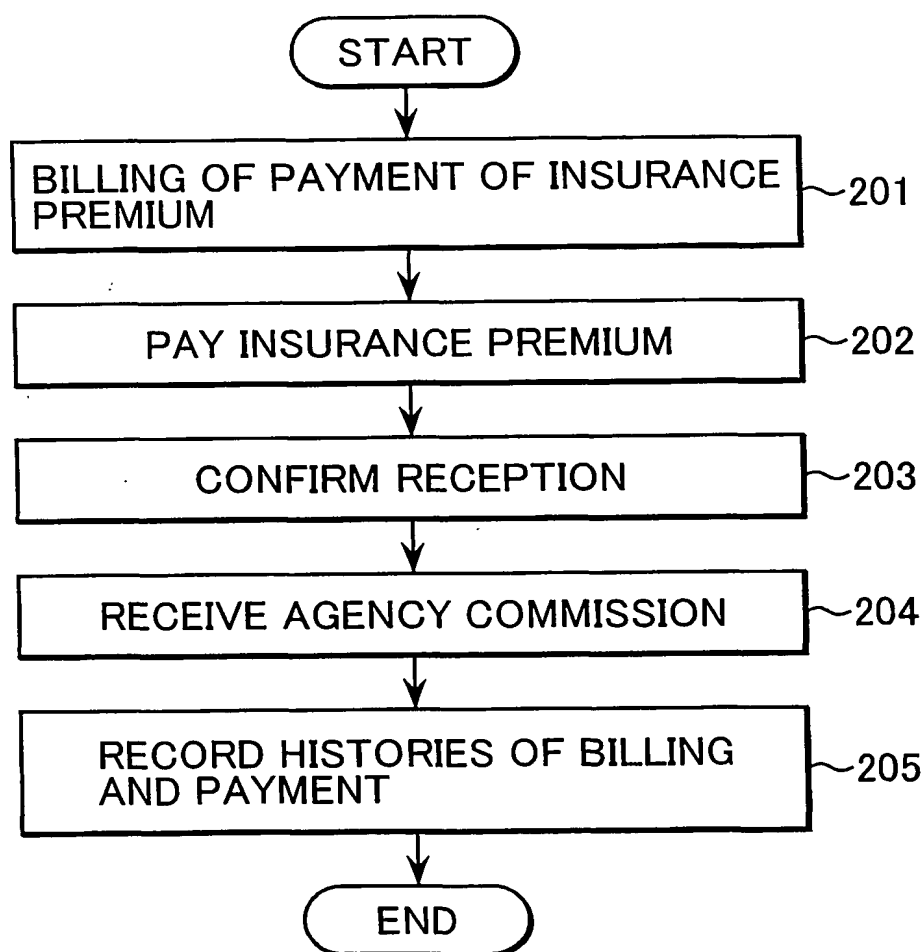 START
BILLING OF PAYMENT OF INSURANCE
PREMIUM
201
PAY INSURANCE PREMIUM
202
CONFIRM RECEPTION
203
RECEIVE AGENCY COMMISSION
204
RECORD HISTORIES OF BILLING
AND PAYMENT
205
END